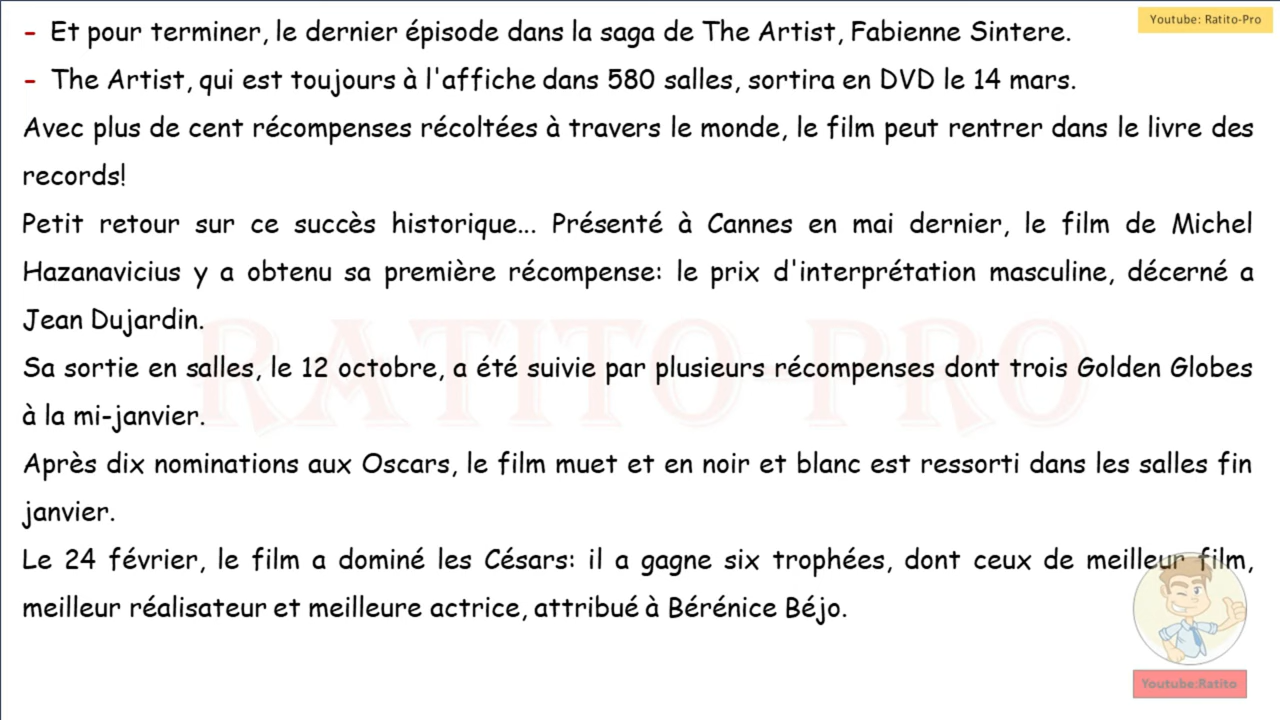 Youtube: Ratito-Pro
- Et pour terminer, le dernier épisode dans la saga de The Artist, Fabienne Sintere.
- The Artist, qui est toujours à l'affiche dans 580 salles, sortira en DVD le 14 mars.
Avec plus de cent récompenses récoltées à travers le monde, le film peut rentrer dans le livre des
records!
Petit retour sur ce succès historique... Présenté à Cannes en mai dernier, le film de Michel
Hazanavicius y a obtenu sa première récompense: le prix d'interprétation masculine, décerné a
Jean Dujardin.
RATITO-PRO
Sa sortie en salles, le 12 octobre, a été suivie par plusieurs récompenses dont trois Golden Globes
à la mi-janvier.
Après dix nominations aux Oscars, le film muet et en noir et blanc est ressorti dans les salles fin
janvier.
Le 24 février, le film a dominé les Césars: il a gagne six trophées, dont ceux de meilleur film,
meilleur réalisateur et meilleure actrice, attribué à Bérénice Béjo.
Youtube:Ratito